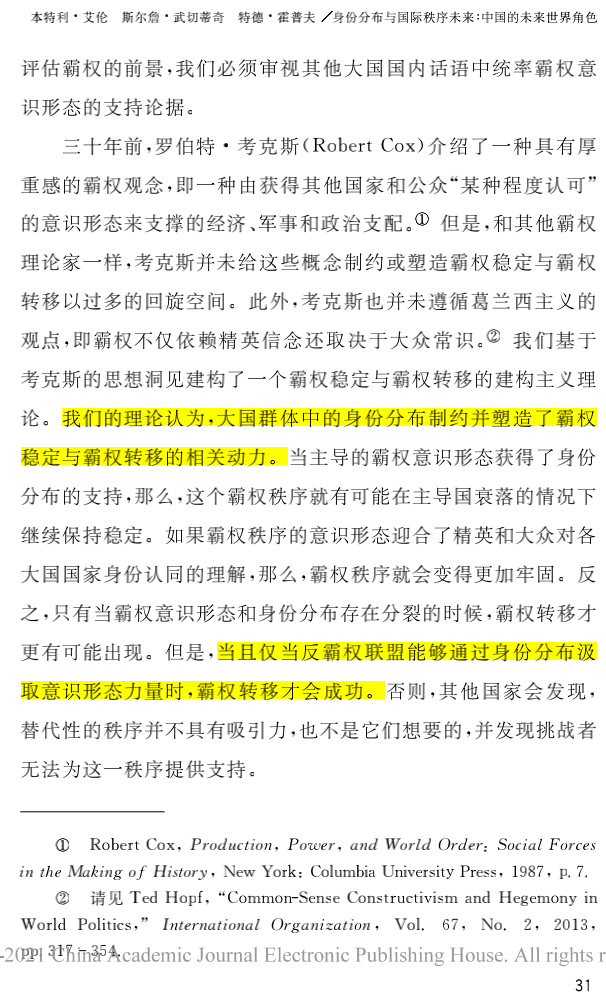 本特利·艾伦　斯尔詹·武切蒂奇　特德·霍普夫／身份分布与国际秩序未来:中国的未来世界角色
评估霸权的前景,我们必须审视其他大国国内话语中统率霸权意
识形态的支持论据。
三十年前,罗伯特·考克斯(Robert Cox)介绍了一种具有厚
重感的霸权观念,即一种由获得其他国家和公众“某种程度认可”
的意识形态来支撑的经济、军事和政治支配。① 但是,和其他霸权
理论家一样,考克斯并未给这些概念制约或塑造霸权稳定与霸权
转移以过多的回旋空间。此外,考克斯也并未遵循葛兰西主义的
观点,即霸权不仅依赖精英信念还取决于大众常识。② 我们基于
考克斯的思想洞见建构了一个霸权稳定与霸权转移的建构主义理
论。我们的理论认为,大国群体中的身份分布制约并塑造了霸权
稳定与霸权转移的相关动力。当主导的霸权意识形态获得了身份
分布的支持,那么,这个霸权秩序就有可能在主导国衰落的情况下
继续保持稳定。如果霸权秩序的意识形态迎合了精英和大众对各
大国国家身份认同的理解,那么,霸权秩序就会变得更加牢固。反
之,只有当霸权意识形态和身份分布存在分裂的时候,霸权转移才
更有可能出现。但是,当且仅当反霸权联盟能够通过身份分布汲
取意识形态力量时,霸权转移才会成功。否则,其他国家会发现,
替代性的秩序并不具有吸引力,也不是它们想要的,并发现挑战者
无法为这一秩序提供支持。
① Robert Cox, Production, Power, and World Order: Social Forces
in the Making of History, New York: Columbia University Press, 1987, p. 7.
② 请见 Ted Hopf, “Common-Sense Constructivism and Hegemony in
World Politics,” International Organization, Vol. 67, No. 2, 2013,
pp. 317－354.
-2021 China Academic Journal Electronic Publishing House. All rights r
31